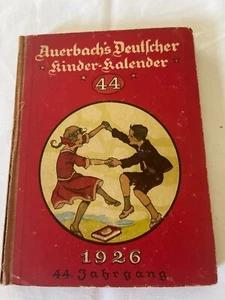 Auerbach's Deutscher
Kinder-Kalender
44
1926
44. Jahrgang